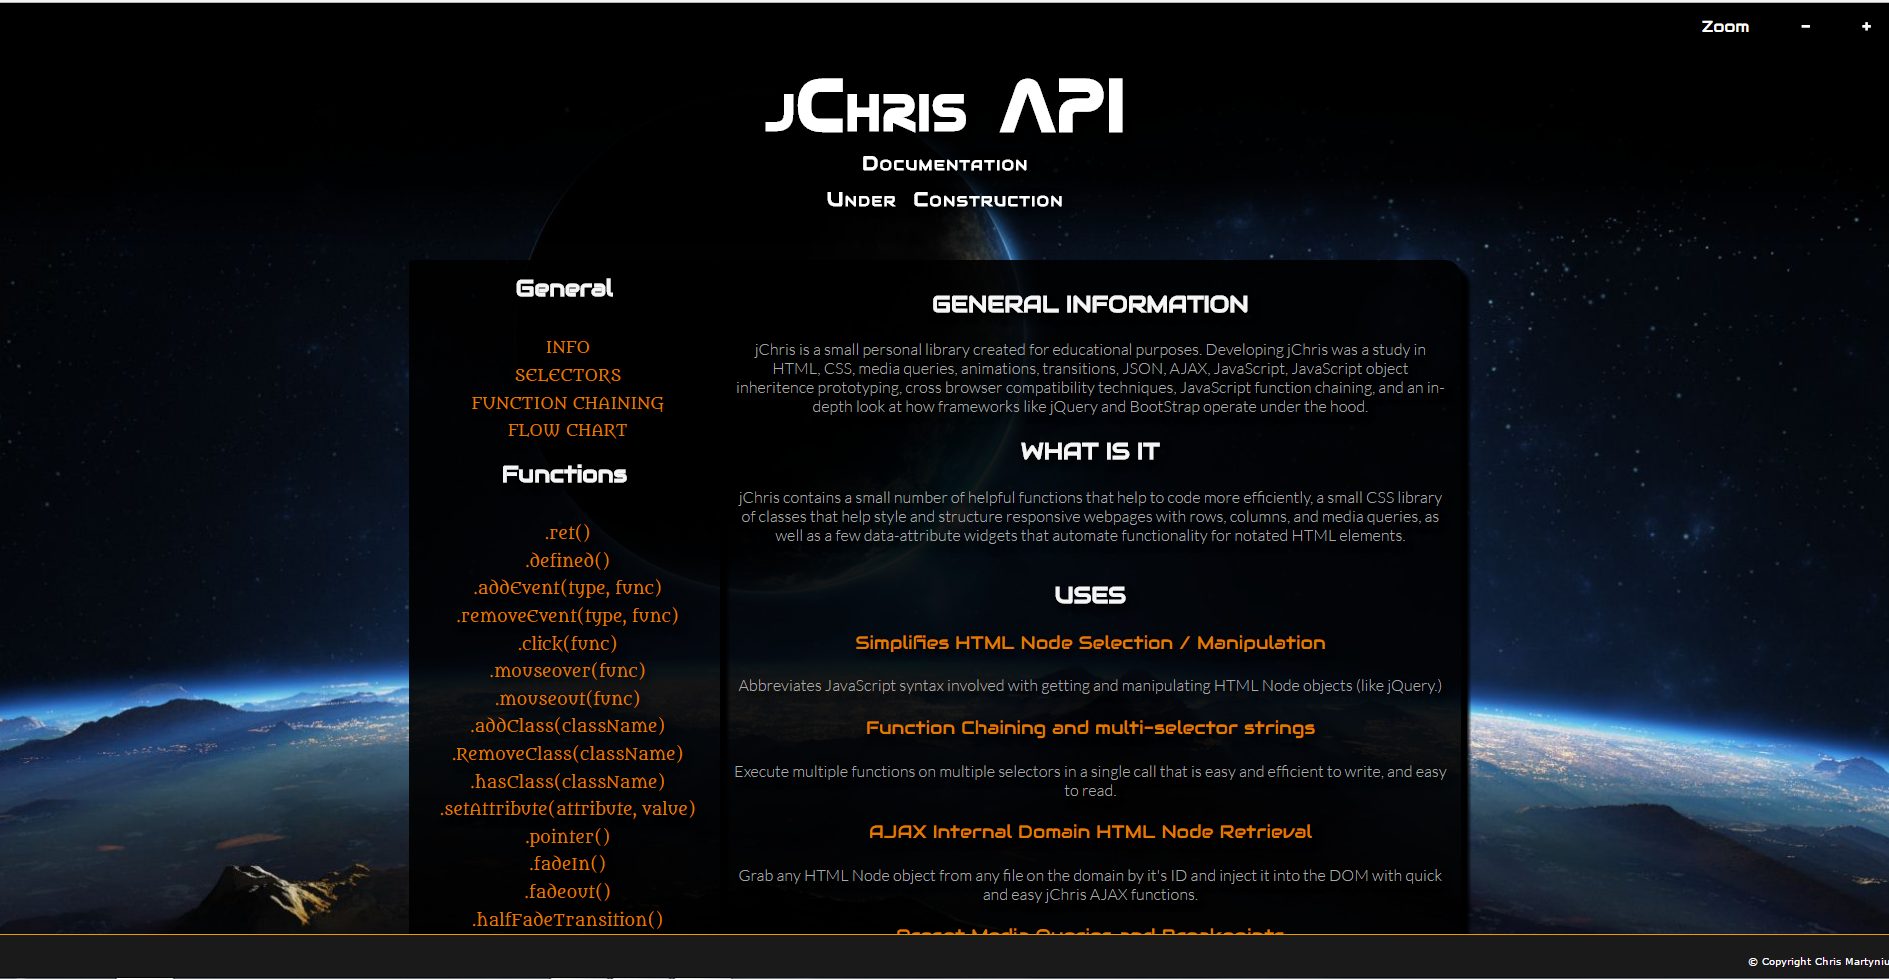 Zoom - +
jChris API
Documentation
Under Construction
General
INFO
SELECTORS
FUNCTION CHAINING
FLOW CHART
Functions
.ret()
.defined()
.addEvent(type, func)
.removeEvent(type, func)
.click(func)
.mouseover(func)
.mouseout(func)
.addClass(className)
.RemoveClass(className)
.hasClass(className)
.setAttribute(attribute, value)
.pointer()
.fadeIn()
.fadeout()
.halfFadeTransition()
GENERAL INFORMATION
jChris is a small personal library created for educational purposes. Developing jChris was a study in
HTML, CSS, media queries, animations, transitions, JSON, AJAX, JavaScript, JavaScript object
inheritence prototyping, cross browser compatibility techniques, JavaScript function chaining, and an in-
depth look at how frameworks like jQuery and BootStrap operate under the hood.
WHAT IS IT
jChris contains a small number of helpful functions that help to code more efficiently, a small CSS library
of classes that help style and structure responsive webpages with rows, columns, and media queries, as
well as a few data-attribute widgets that automate functionality for notated HTML elements.
USES
Simplifies HTML Node Selection / Manipulation
Abbreviates JavaScript syntax involved with getting and manipulating HTML Node objects (like jQuery.)
Function Chaining and multi-selector strings
Execute multiple functions on multiple selectors in a single call that is easy and efficient to write, and easy
to read.
AJAX Internal Domain HTML Node Retrieval
Grab any HTML Node object from any file on the domain by it's ID and inject it into the DOM with quick
and easy jChris AJAX functions.
Media Queries and Breakpoints
© Copyright Chris Martyniu